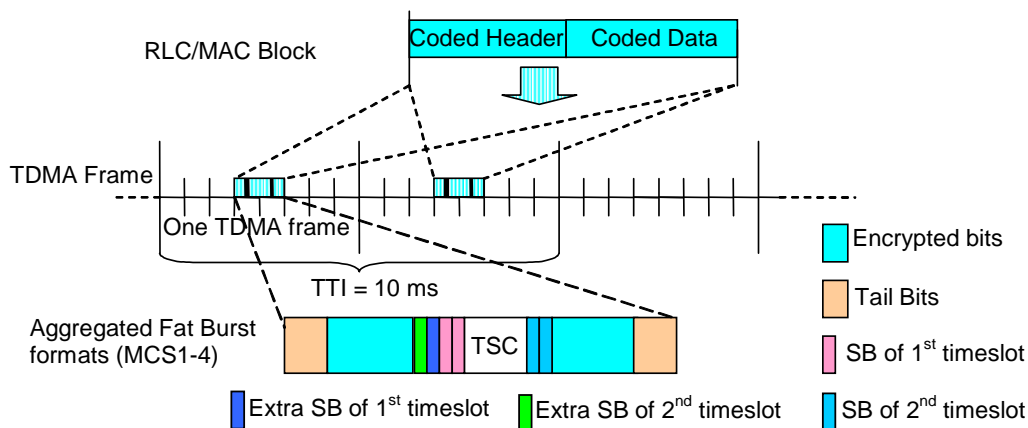 Coded Header Coded Data
RLC/MAC Block
TDMA Frame
One TDMA frame
TTI = 10 ms
Encrypted bits
Tail Bits
Aggregated Fat Burst
formats (MCS1-4)
TSC
SB of 1st timeslot
Extra SB of 1st timeslot
Extra SB of 2nd timeslot
SB of 2nd timeslot